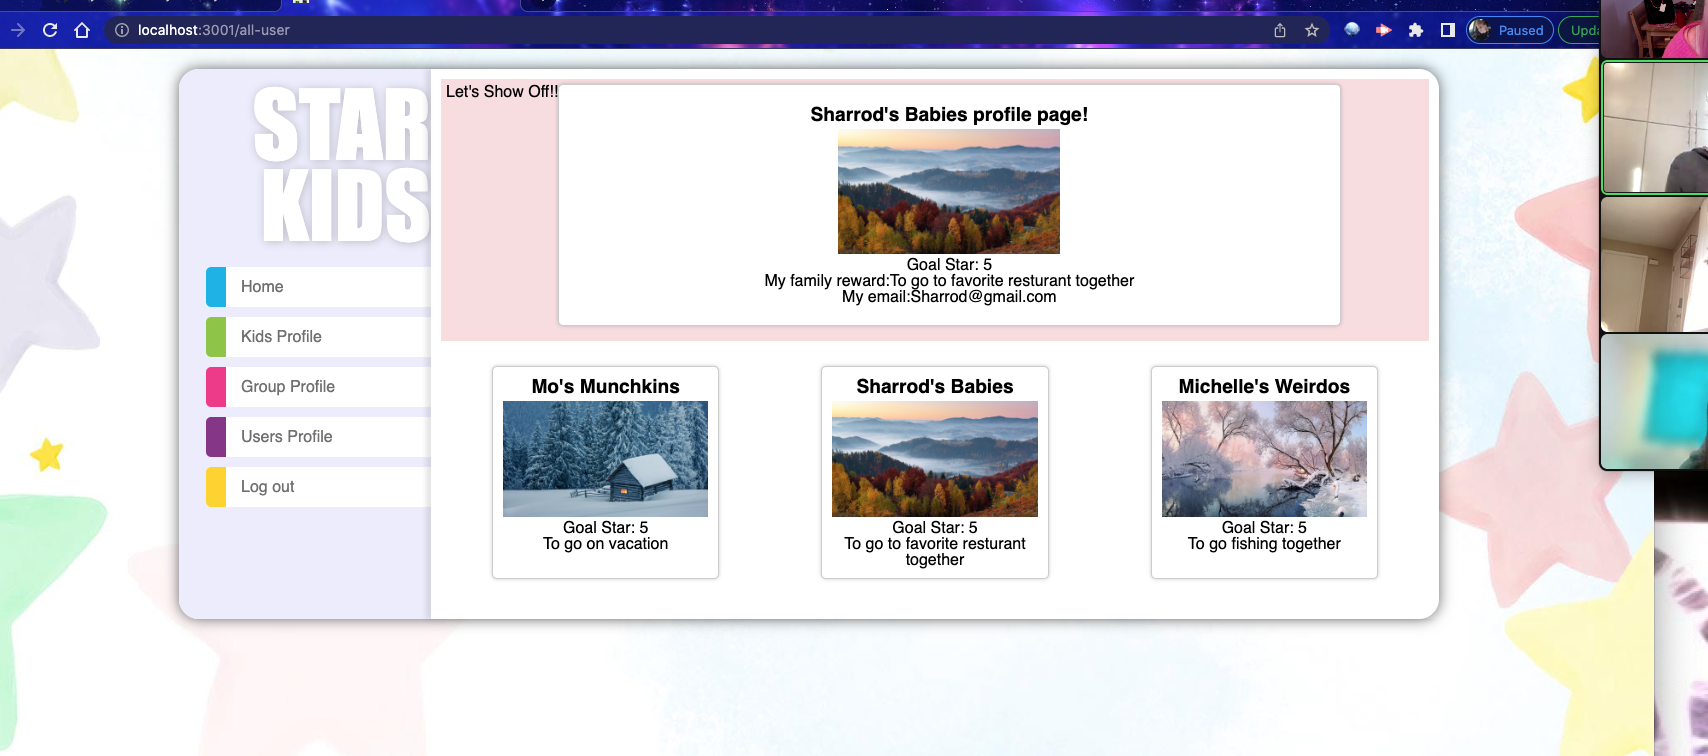 localhost:3001/all-user
Paused
STAR
KIDS
Home
Kids Profile
Group Profile
Users Profile
Log out
Let's Show Off!!
Sharrod's Babies profile page!
Goal Star: 5
My family reward:To go to favorite resturant together
My email:Sharrod@gmail.com
Mo's Munchkins
Goal Star: 5
To go on vacation
Sharrod's Babies
Goal Star: 5
To go to favorite resturant
together
Michelle's Weirdos
Goal Star: 5
To go fishing together